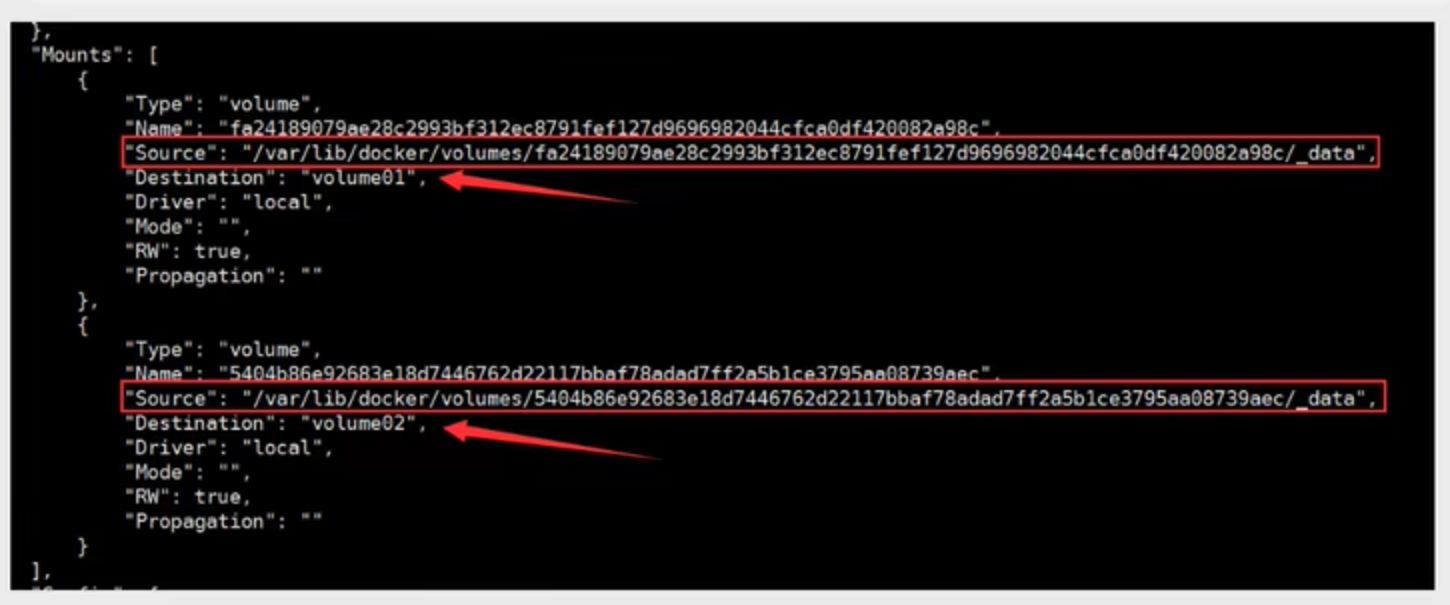 },
"Mounts": [
{
"Type": "volume",
"Name": "fa24189079ae28c2993bf312ec8791fef127d9696982044cfca0df420082a98c",
"Source": "/var/lib/docker/volumes/fa24189079ae28c2993bf312ec8791fef127d9696982044cfca0df420082a98c/_data",
"Destination": "volume01",
"Driver": "local",
"Mode": "",
"RW": true,
"Propagation": ""
},
{
"Type": "volume",
"Name": "5404b86e92683e18d7446762d22117bbaf78adad7ff2a5b1ce3795aa08739aec",
"Source": "/var/lib/docker/volumes/5404b86e92683e18d7446762d22117bbaf78adad7ff2a5b1ce3795aa08739aec/_data",
"Destination": "volume02",
"Driver": "local",
"Mode": "",
"RW": true,
"Propagation": ""
}
],